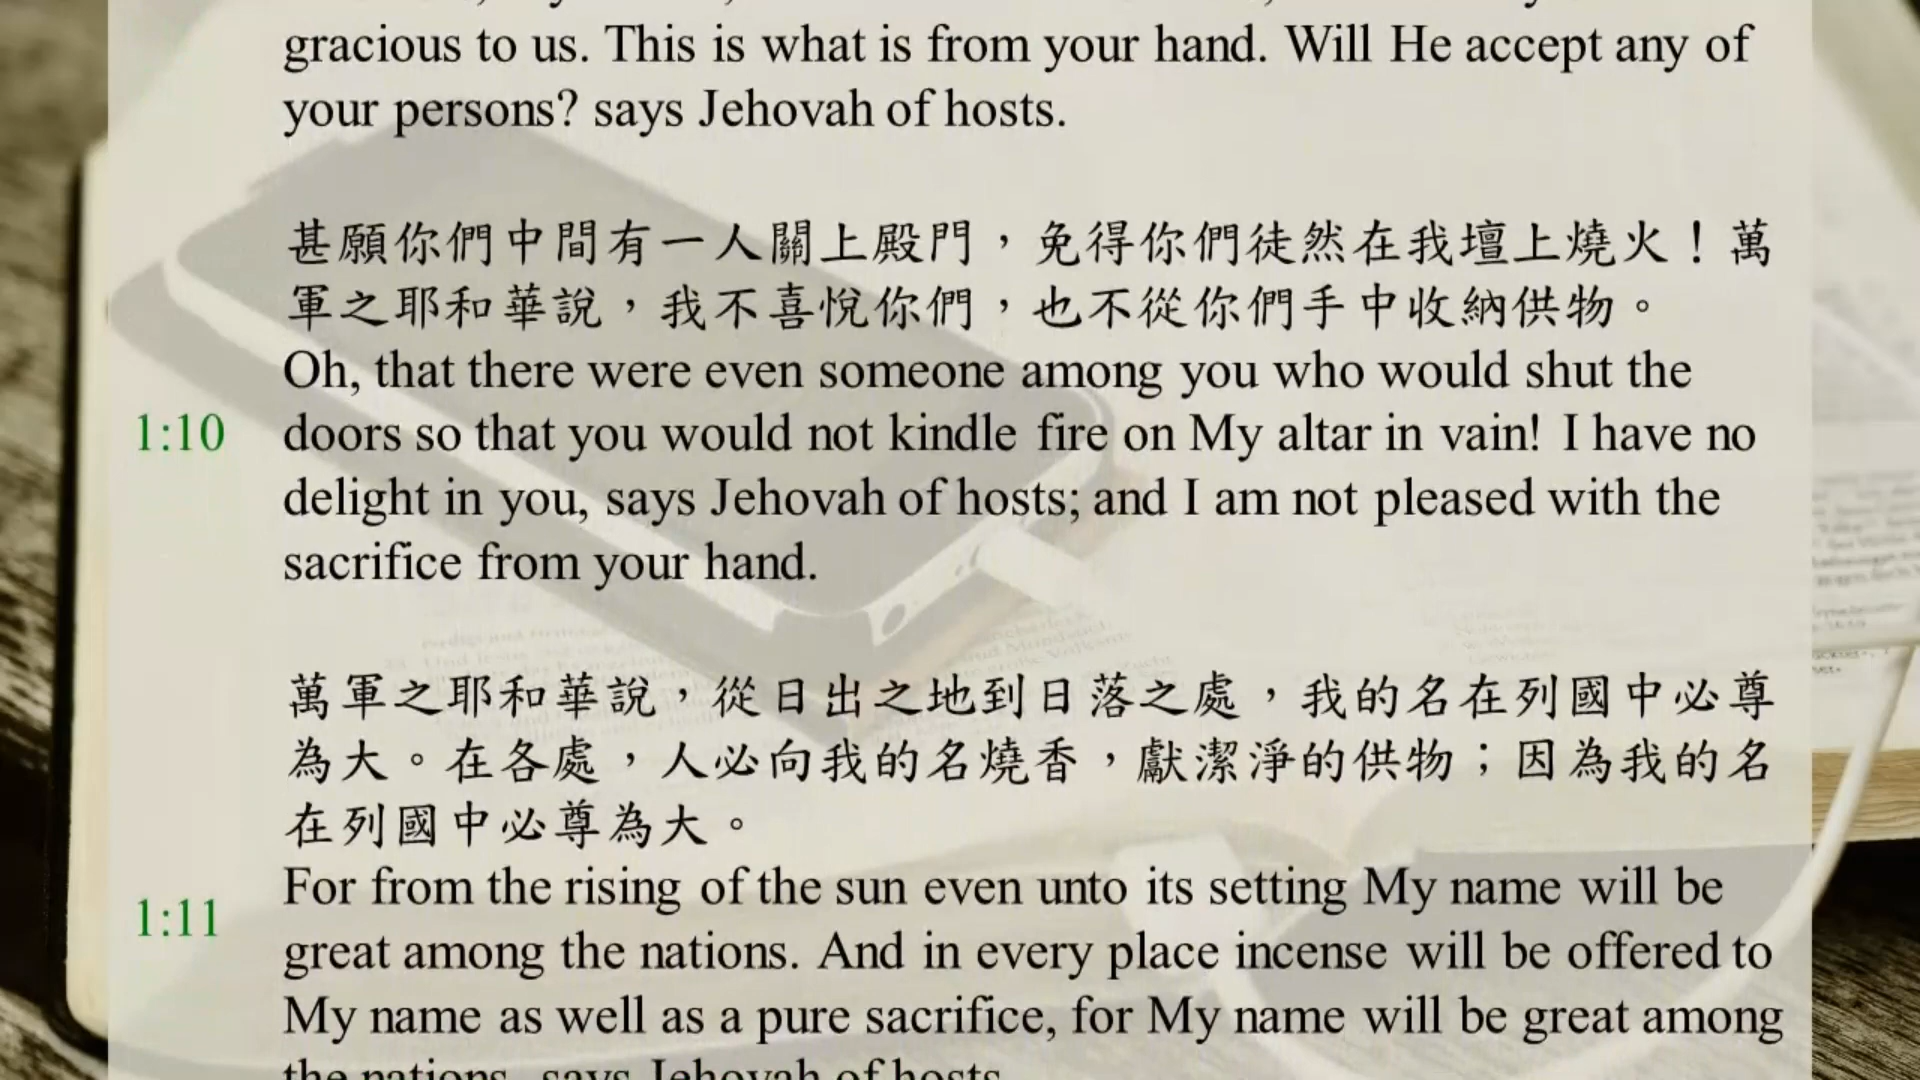 gracious to us. This is what is from your hand. Will He accept any of
your persons? says Jehovah of hosts.
甚願你們中間有一人關上殿門，免得你們徒然在我壇上燒火！萬
軍之耶和華說，我不喜悅你們，也不從你們手中收納供物。
Oh, that there were even someone among you who would shut the
1:10 doors so that you would not kindle fire on My altar in vain! I have no
delight in you, says Jehovah of hosts; and I am not pleased with the
sacrifice from your hand.
萬軍之耶和華說，從日出之地到日落之處，我的名在列國中必尊
為大。在各處，人必向我的名燒香，獻潔淨的供物；因為我的名
在列國中必尊為大。
For from the rising of the sun even unto its setting My name will be
1:11
great among the nations. And in every place incense will be offered to
My name as well as a pure sacrifice, for My name will be great among
the nations, says Jehovah of hosts.